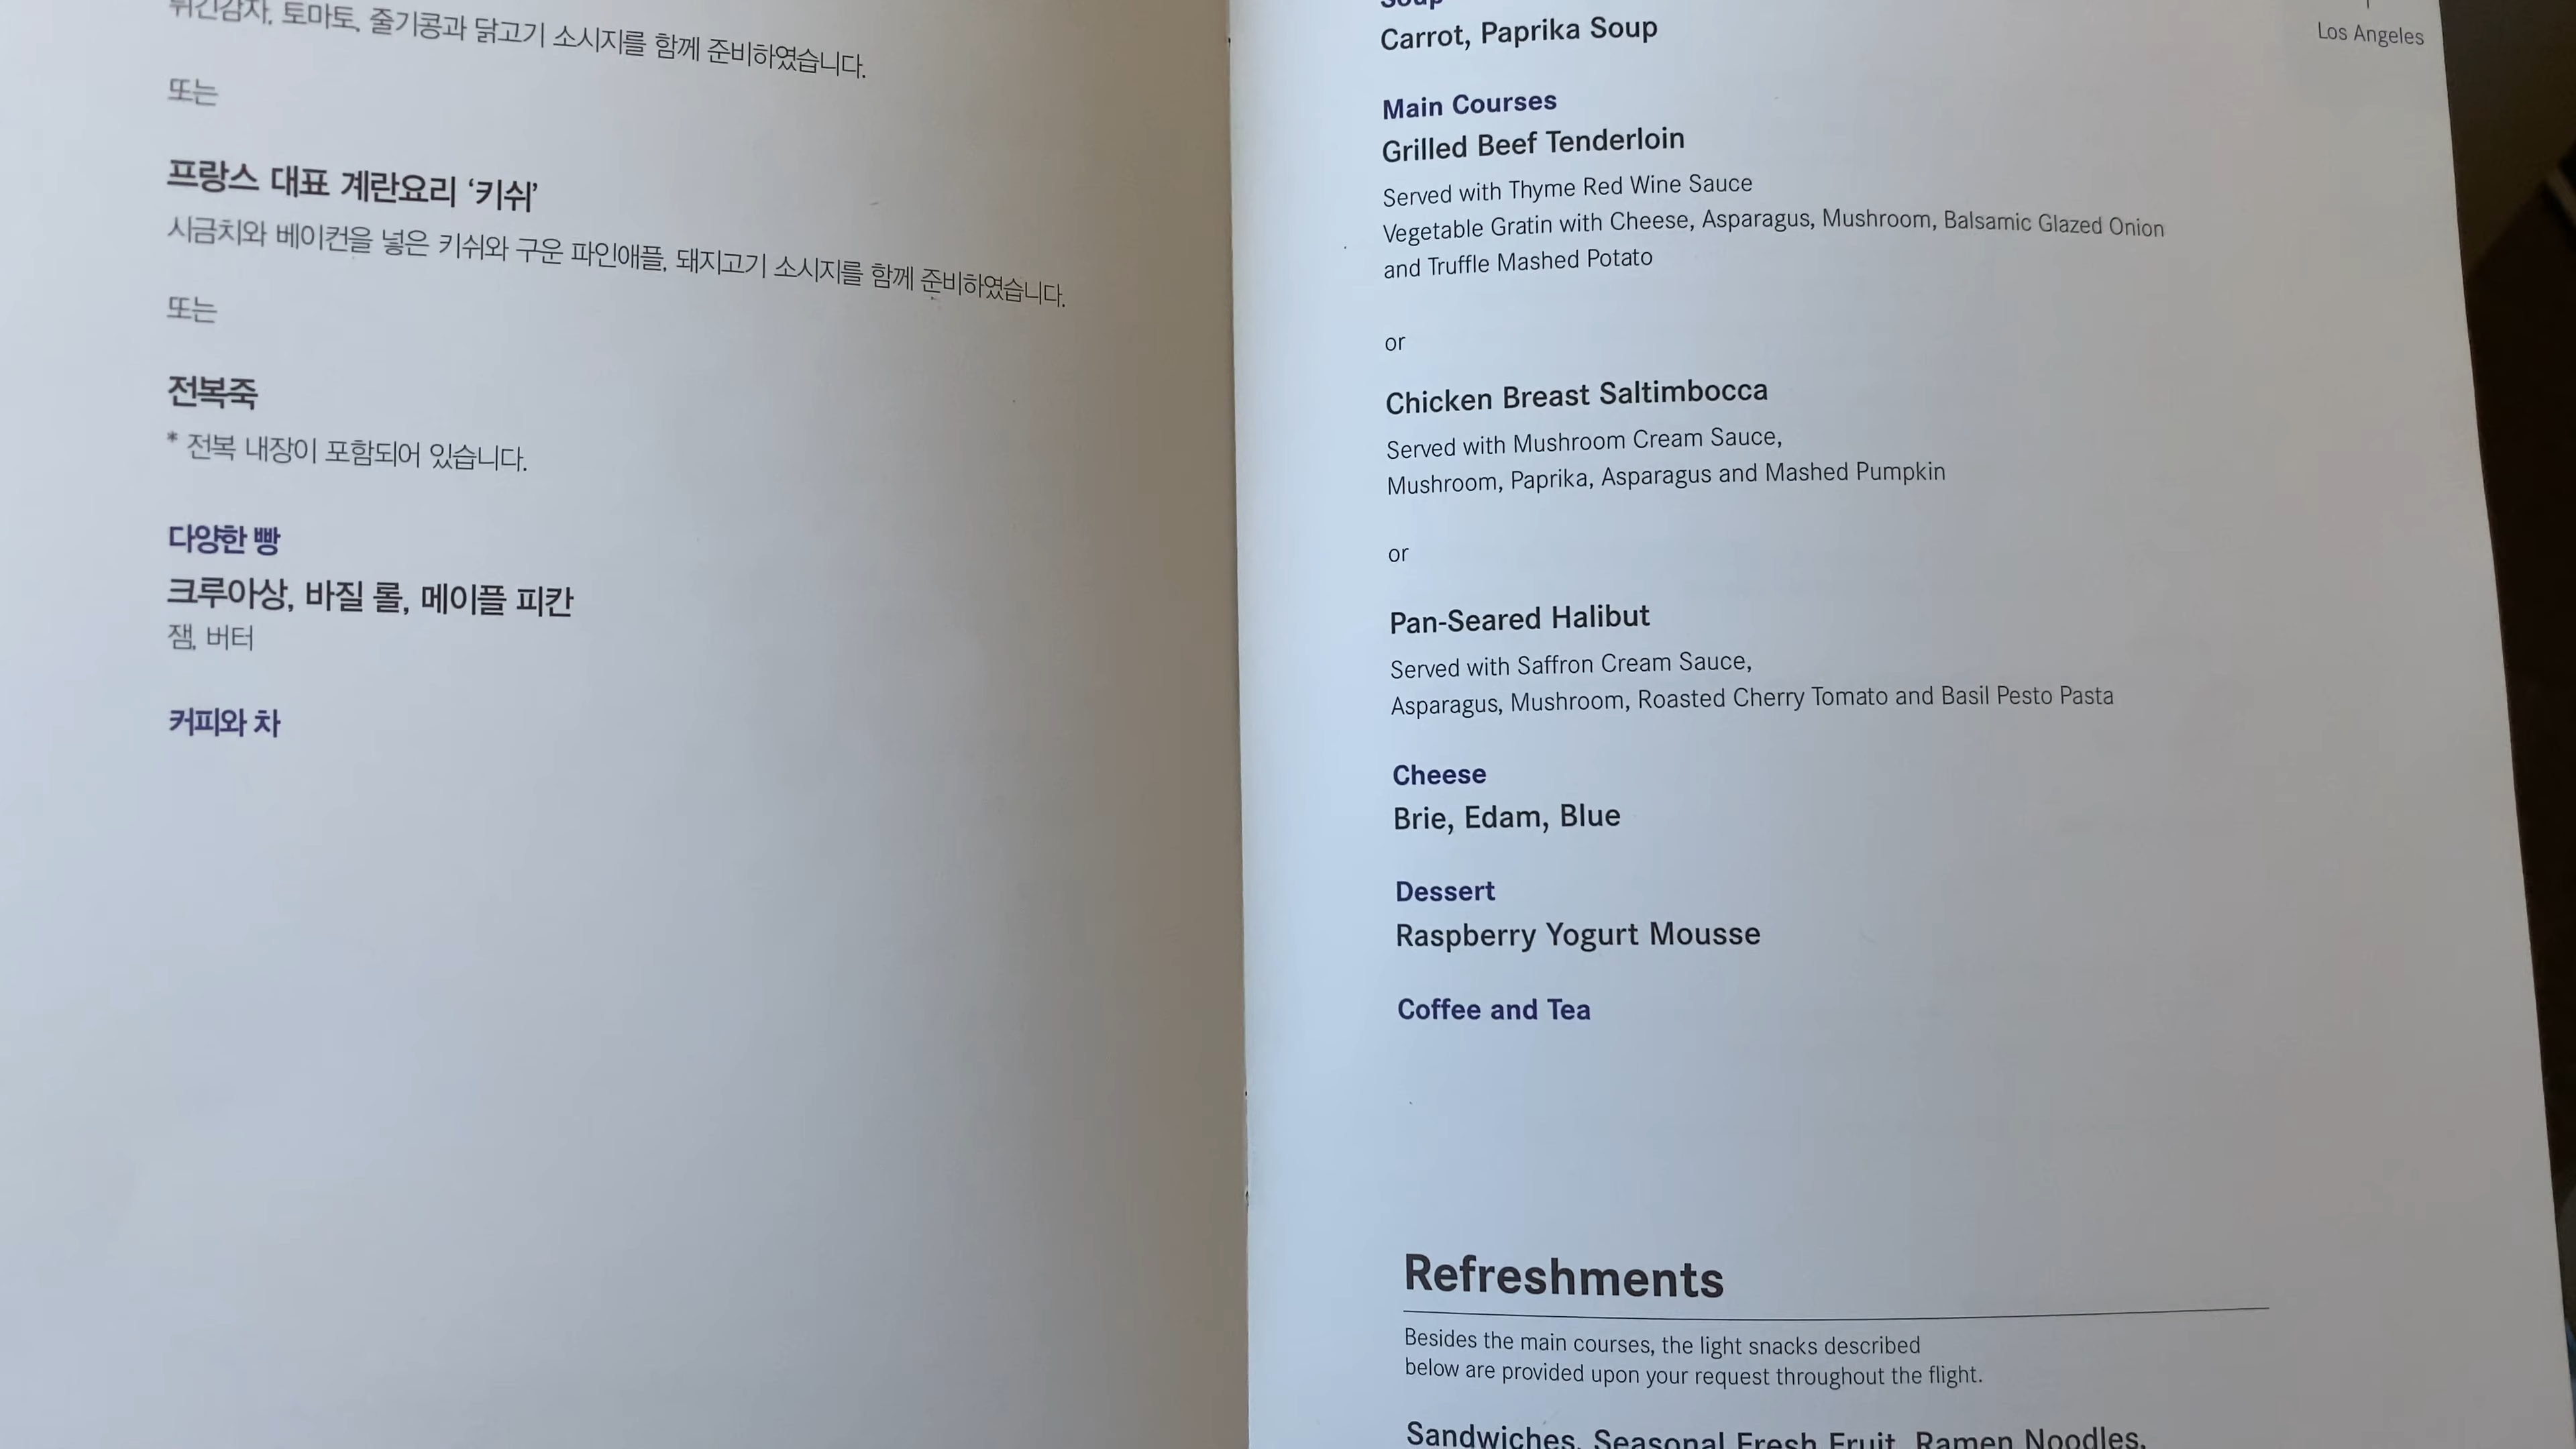 튀긴감자, 토마토, 줄기콩과 닭고기 소시지를 함께 준비하였습니다.
또는
프랑스 대표 계란요리 ‘키쉬’
시금치와 베이컨을 넣은 키쉬와 구운 파인애플, 돼지고기 소시지를 함께 준비하였습니다.
또는
전복죽
* 전복 내장이 포함되어 있습니다.
다양한 빵
크루아상, 바질 롤, 메이플 피칸
잼, 버터
커피와 차
Soup
Carrot, Paprika Soup
Main Courses
Grilled Beef Tenderloin
Served with Thyme Red Wine Sauce
Vegetable Gratin with Cheese, Asparagus, Mushroom, Balsamic Glazed Onion
and Truffle Mashed Potato
or
Chicken Breast Saltimbocca
Served with Mushroom Cream Sauce,
Mushroom, Paprika, Asparagus and Mashed Pumpkin
or
Pan-Seared Halibut
Served with Saffron Cream Sauce,
Asparagus, Mushroom, Roasted Cherry Tomato and Basil Pesto Pasta
Cheese
Brie, Edam, Blue
Dessert
Raspberry Yogurt Mousse
Coffee and Tea
Refreshments
Besides the main courses, the light snacks described
below are provided upon your request throughout the flight.
Sandwiches, Seasonal Fresh Fruit, Ramen Noodles,
Los Angeles